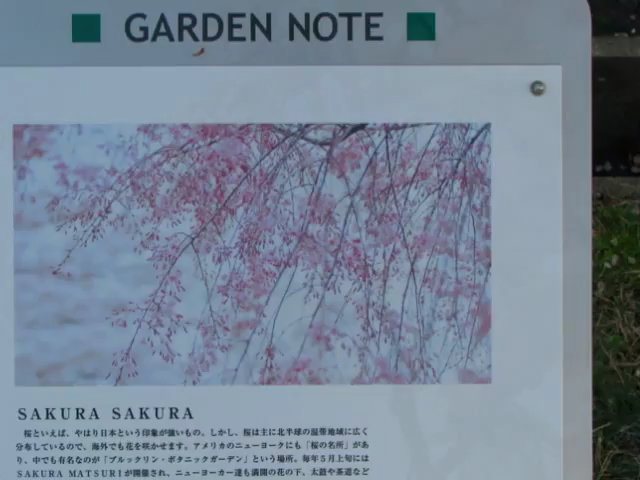 GARDEN NOTE
SAKURA SAKURA
桜といえば、やはり日本という印象が強いもの。しかし、桜は主に北半球の温帯地域に広く
分布しているので、海外でも花を咲かせます。アメリカのニューヨークにも「桜の名所」があ
り、中でも有名なのが「ブルックリン・ボタニックガーデン」という場所。毎年5月上旬には
SAKURA MATSURIが開催され、ニューヨーカー達も満開の花の下、太鼓や茶道など